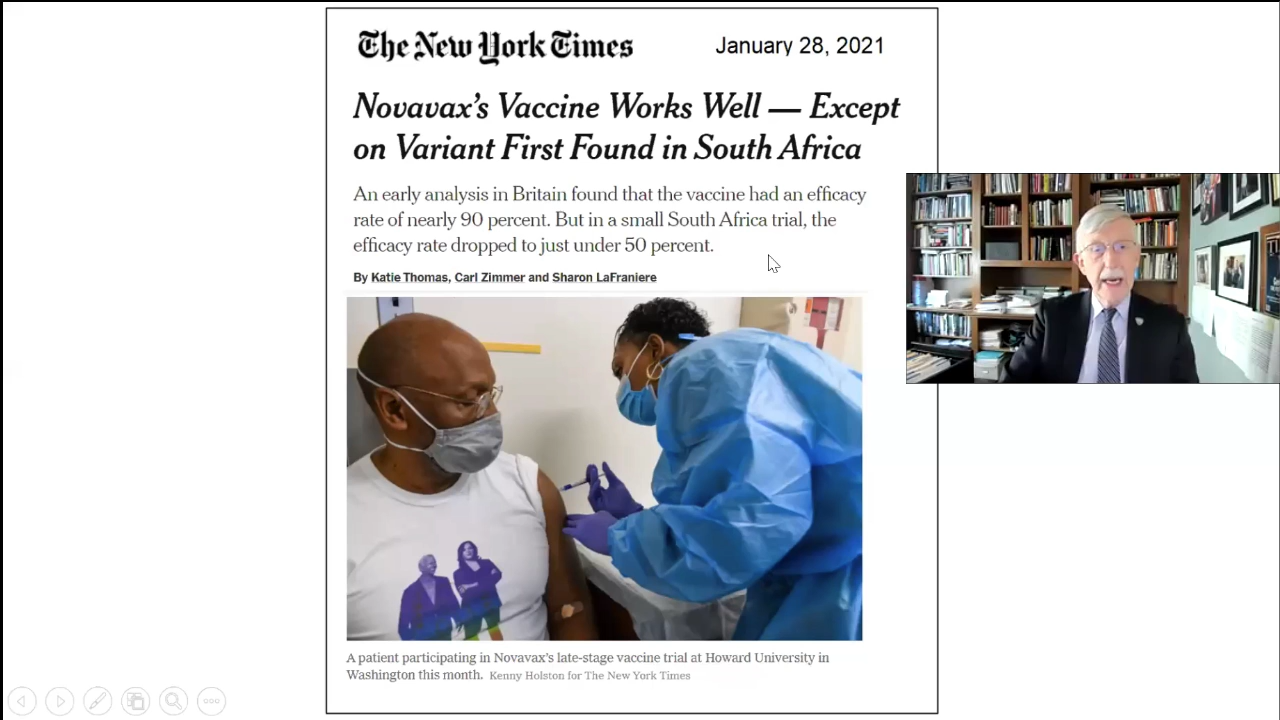 The New York Times
January 28, 2021
Novavax's Vaccine Works Well — Except
on Variant First Found in South Africa
An early analysis in Britain found that the vaccine had an efficacy
rate of nearly 90 percent. But in a small South Africa trial, the
efficacy rate dropped to just under 50 percent.
By Katie Thomas, Carl Zimmer and Sharon LaFraniere
A patient participating in Novavax's late-stage vaccine trial at Howard University in
Washington this month. Kenny Holston for The New York Times